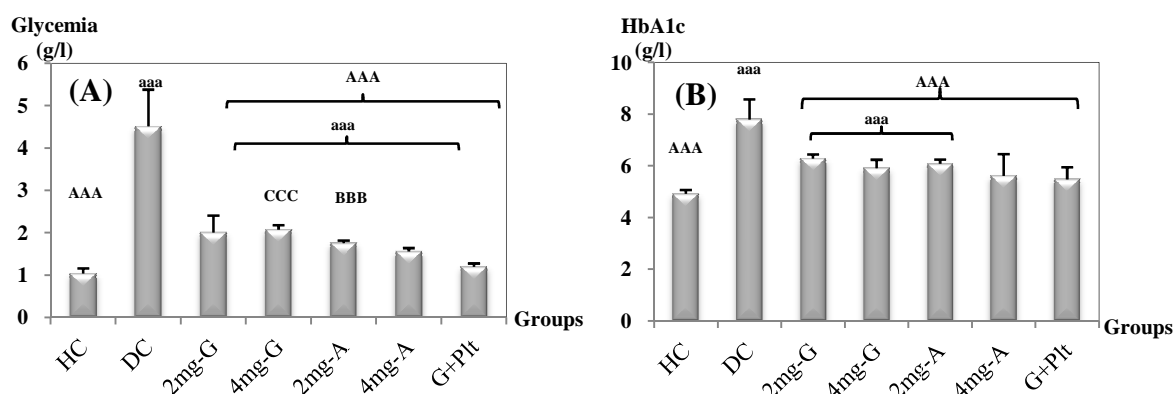 Glycemia
(g/l)
6
5
4
3
2
1
0
(A)
AAA
aaa
AAA
aaa
CCC
BBB
HC
DC
2mg-G
4mg-G
2mg-A
4mg-A
G+Plt
Groups
HbA1c
(g/l)
10
8
6
4
2
0
(B)
AAA
aaa
AAA
aaa
HC
DC
2mg-G
4mg-G
2mg-A
4mg-A
G+Plt
Groups